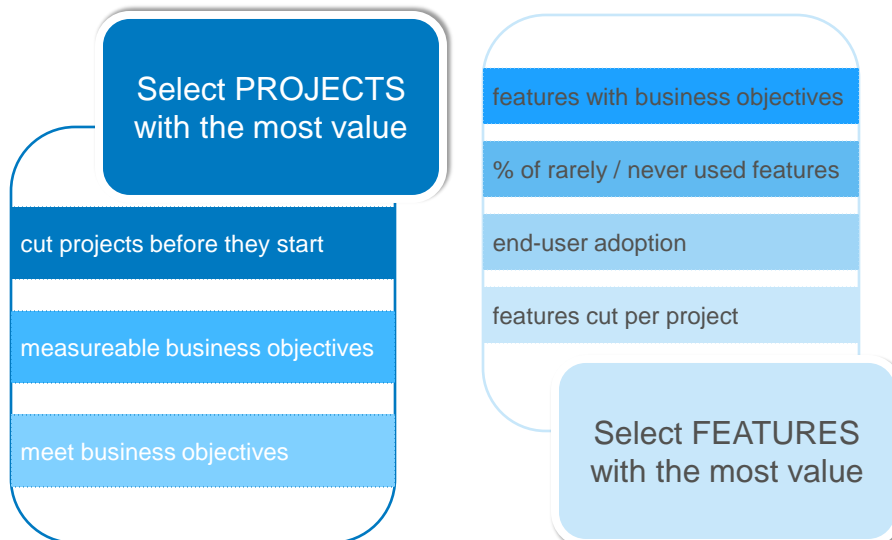 Select PROJECTS
with the most value
cut projects before they start
measureable business objectives
meet business objectives
features with business objectives
% of rarely / never used features
end-user adoption
features cut per project
Select FEATURES
with the most value